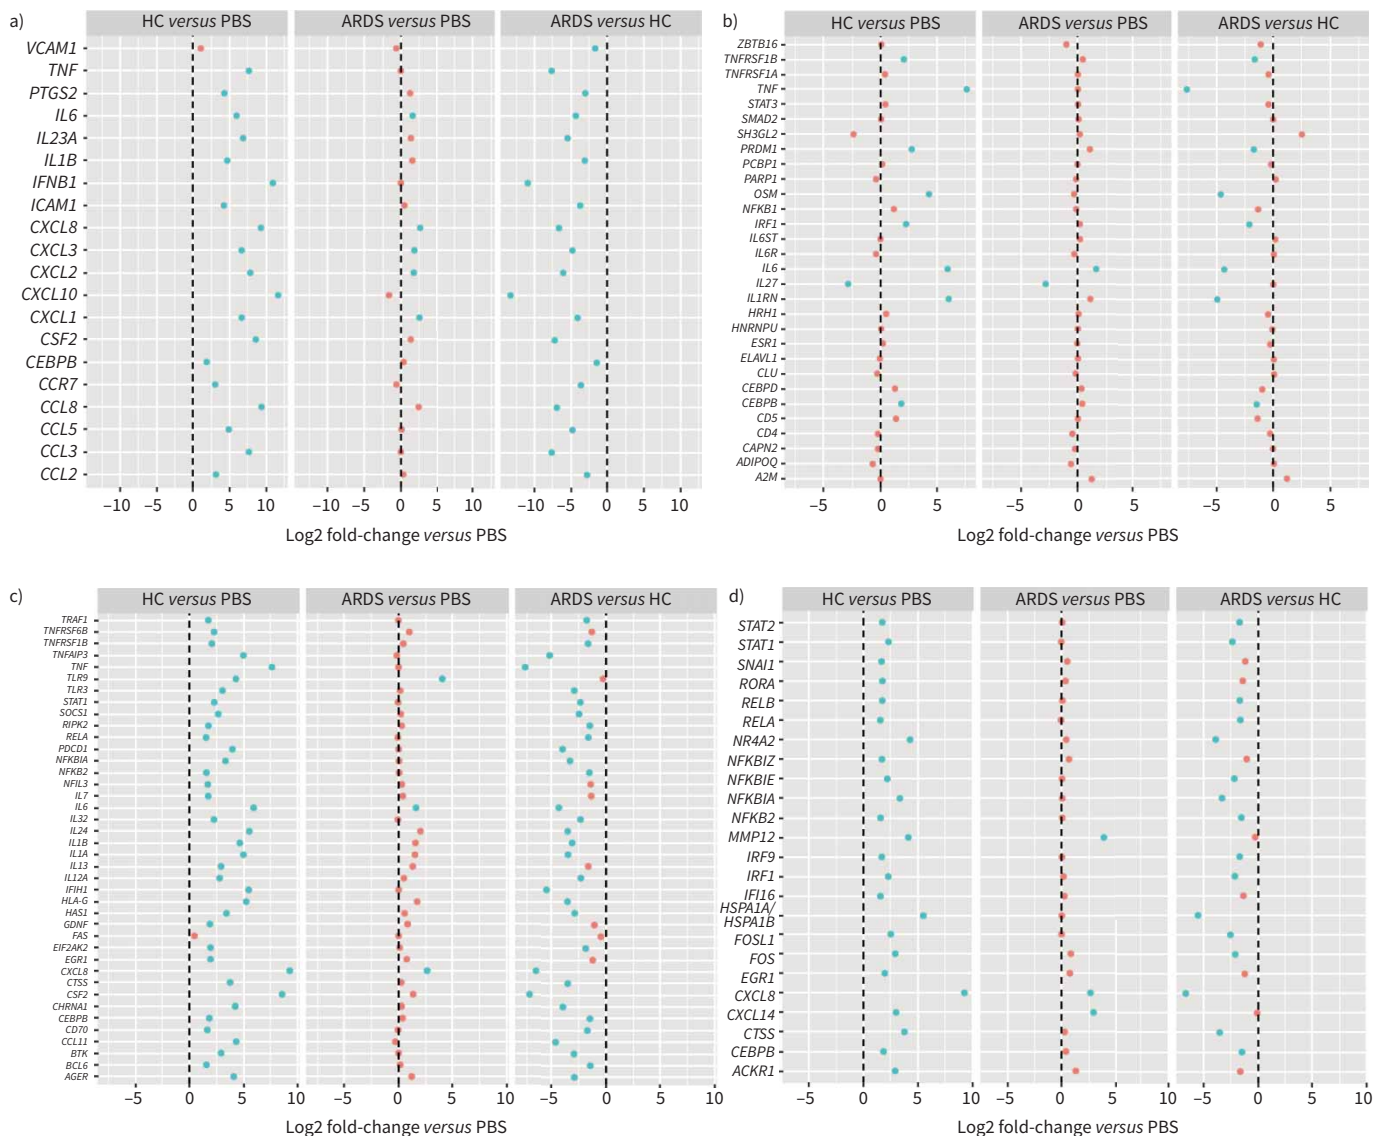 a)
HC versus PBS
ARDS versus PBS
ARDS versus HC
VCAM1
TNF
PTGS2
IL6
IL23A
IL1B
IFNB1
ICAM1
CXCL8
CXCL3
CXCL2
CXCL10
CXCL1
CSF2
CEBPB
CCR7
CCL8
CCL5
CCL3
CCL2
−10 −5 0 5 10
−10 −5 0 5 10
−10 −5 0 5 10
Log2 fold-change versus PBS
b)
HC versus PBS
ARDS versus PBS
ARDS versus HC
ZBTB16
TNFRSF1B
TNFRSF1A
TNF
STAT3
SMAD2
SH3GL2
PRDM1
PCBP1
PARP1
OSM
NFKB1
IRF1
IL6ST
IL6R
IL6
IL27
IL1RN
HRH1
HNRNPU
ESR1
ELAVL1
CLU
CEBPD
CEBPB
CD5
CD4
CAPN2
ADIPOQ
A2M
−5 0 5
−5 0 5
−5 0 5
Log2 fold-change versus PBS
c)
HC versus PBS
ARDS versus PBS
ARDS versus HC
TRAF1
TNFRSF6B
TNFRSF1B
TNFAIP3
TNF
TLR9
TLR3
STAT1
SOCS1
RIPK2
RELA
PDCD1
NFKBIA
NFKB2
NFIL3
IL7
IL6
IL32
IL24
IL1B
IL1A
IL13
IL12A
IFIH1
HLA-G
HAS1
GDNF
FAS
EIF2AK2
EGR1
CXCL8
CTSS
CSF2
CHRNA1
CEBPB
CD70
CCL11
BTK
BCL6
AGER
−5 0 5 10
−5 0 5 10
−5 0 5 10
Log2 fold-change versus PBS
d)
HC versus PBS
ARDS versus PBS
ARDS versus HC
STAT2
STAT1
SNAI1
RORA
RELB
RELA
NR4A2
NFKBIZ
NFKBIE
NFKBIA
NFKB2
MMP12
IRF9
IRF1
IFI16
HSPA1A/
HSPA1B
FOSL1
FOS
EGR1
CXCL8
CXCL14
CTSS
CEBPB
ACKR1
−5 0 5 10
−5 0 5 10
−5 0 5 10
Log2 fold-change versus PBS